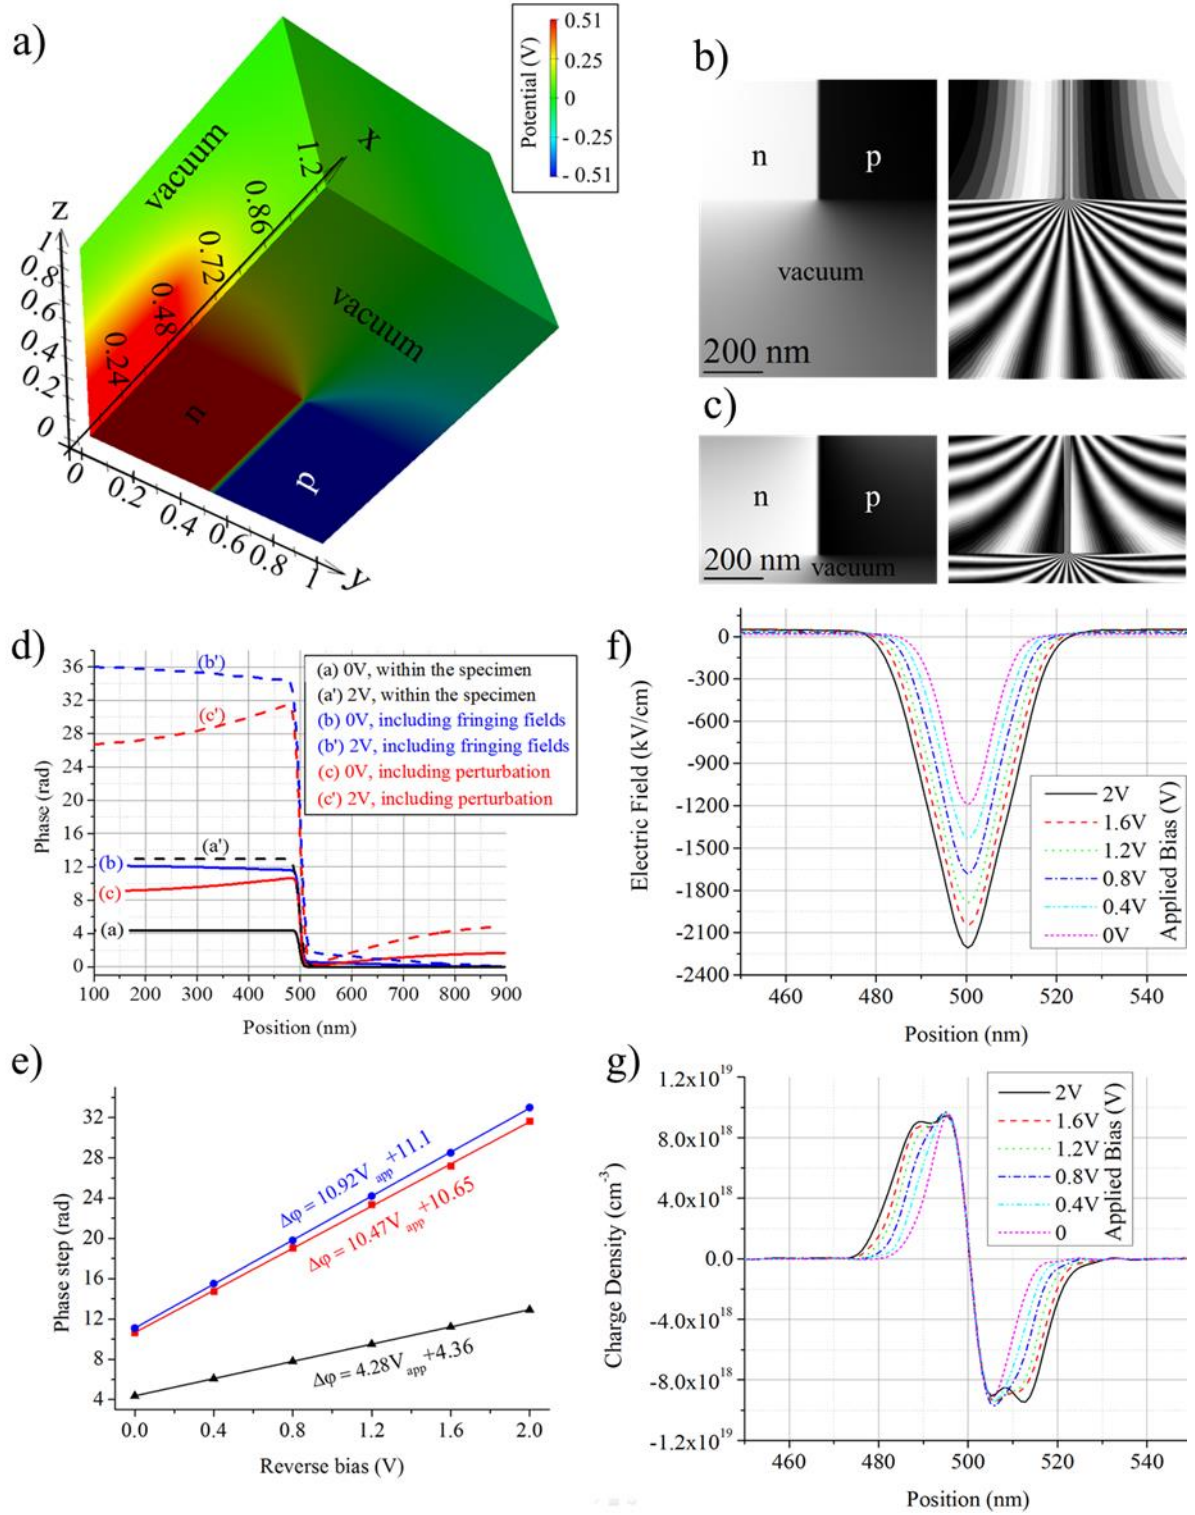 a)
Potential (V)
0.51
0.25
0
- 0.25
- 0.51
vacuum
x
1.2
0.86
0.72
0.48
0.24
vacuum
n
p
z
1
0.8
0.6
0.4
0.2
0
0
0.2
0.4
0.6
0.8
1
y
b)
n
p
vacuum
200 nm
c)
n
p
200 nm
vacuum
d)
Phase (rad)
36
32
28
24
20
16
12
8
4
0
100 200 300 400 500 600 700 800 900
Position (nm)
(b')
(c')
(a')
(b)
(c)
(a)
(a) 0V, within the specimen
(a') 2V, within the specimen
(b) 0V, including fringing fields
(b') 2V, including fringing fields
(c) 0V, including perturbation
(c') 2V, including perturbation
f)
Electric Field (kV/cm)
0
-300
-600
-900
-1200
-1500
-1800
-2100
-2400
460 480 500 520 540
Position (nm)
2V
1.6V
1.2V
0.8V
0.4V
0V
Applied Bias (V)
e)
Phase step (rad)
32
28
24
20
16
12
8
4
0.0 0.4 0.8 1.2 1.6 2.0
Reverse bias (V)
Δφ = 10.92Vapp+11.1
Δφ = 10.47Vapp+10.65
Δφ = 4.28Vapp+4.36
g)
Charge Density (cm-3)
1.2x10^19
8.0x10^18
4.0x10^18
0.0
-4.0x10^18
-8.0x10^18
-1.2x10^19
460 480 500 520 540
Position (nm)
2V
1.6V
1.2V
0.8V
0.4V
0
Applied Bias (V)